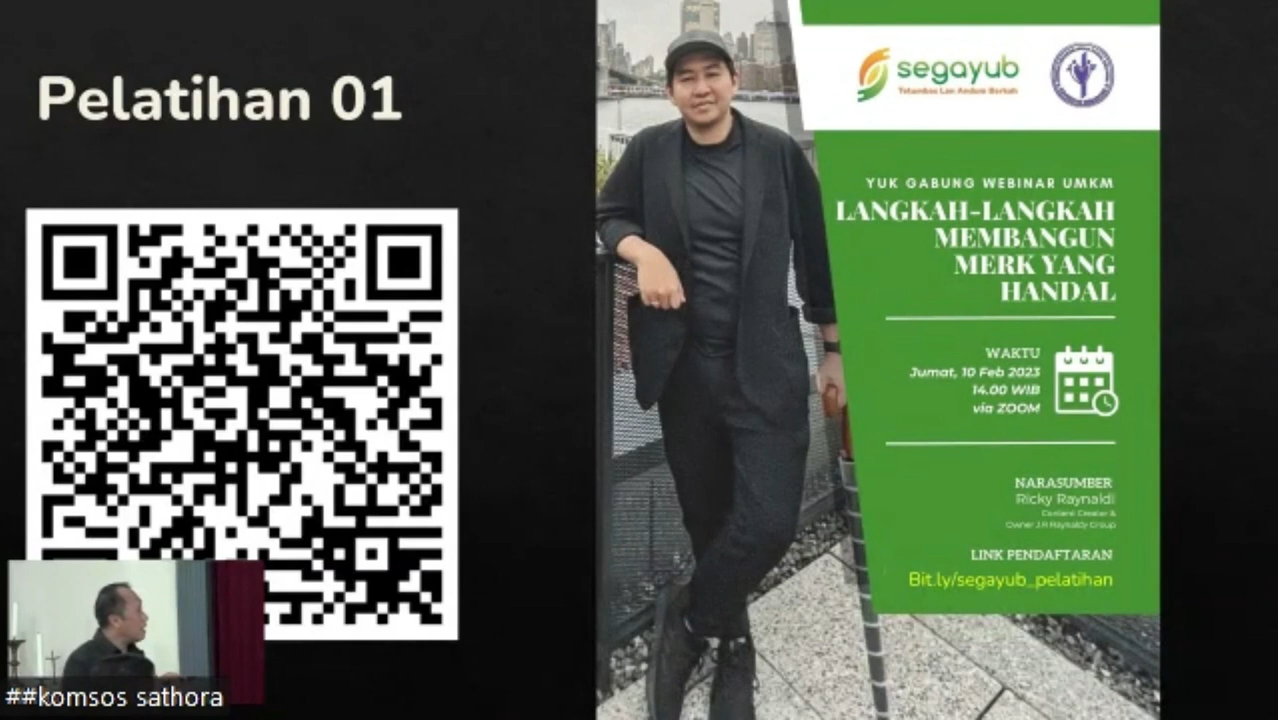 Pelatihan 01
segayub
Tetumbas Lan Andum Berkah
YUK GABUNG WEBINAR UMKM
LANGKAH-LANGKAH
MEMBANGUN
MERK YANG
HANDAL
WAKTU
Jumat, 10 Feb 2023
14.00 WIB
via ZOOM
NARASUMBER
Ricky Raynaldi
Content Creator &
Owner J.R Raynaldy Group
LINK PENDAFTARAN
Bit.ly/segayub_pelatihan
##komsos sathora